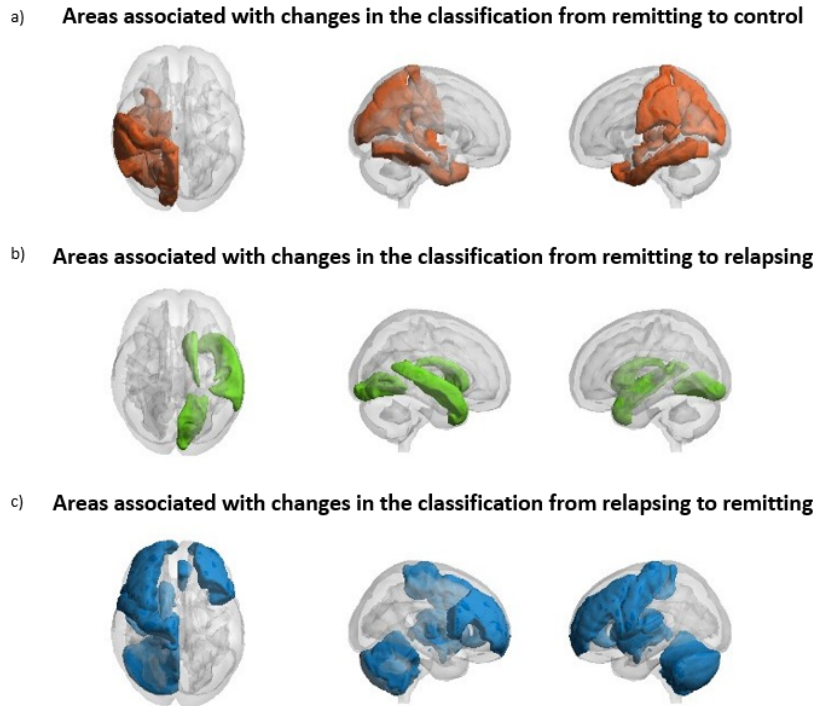 a) Areas associated with changes in the classification from remitting to control
b) Areas associated with changes in the classification from remitting to relapsing
c) Areas associated with changes in the classification from relapsing to remitting